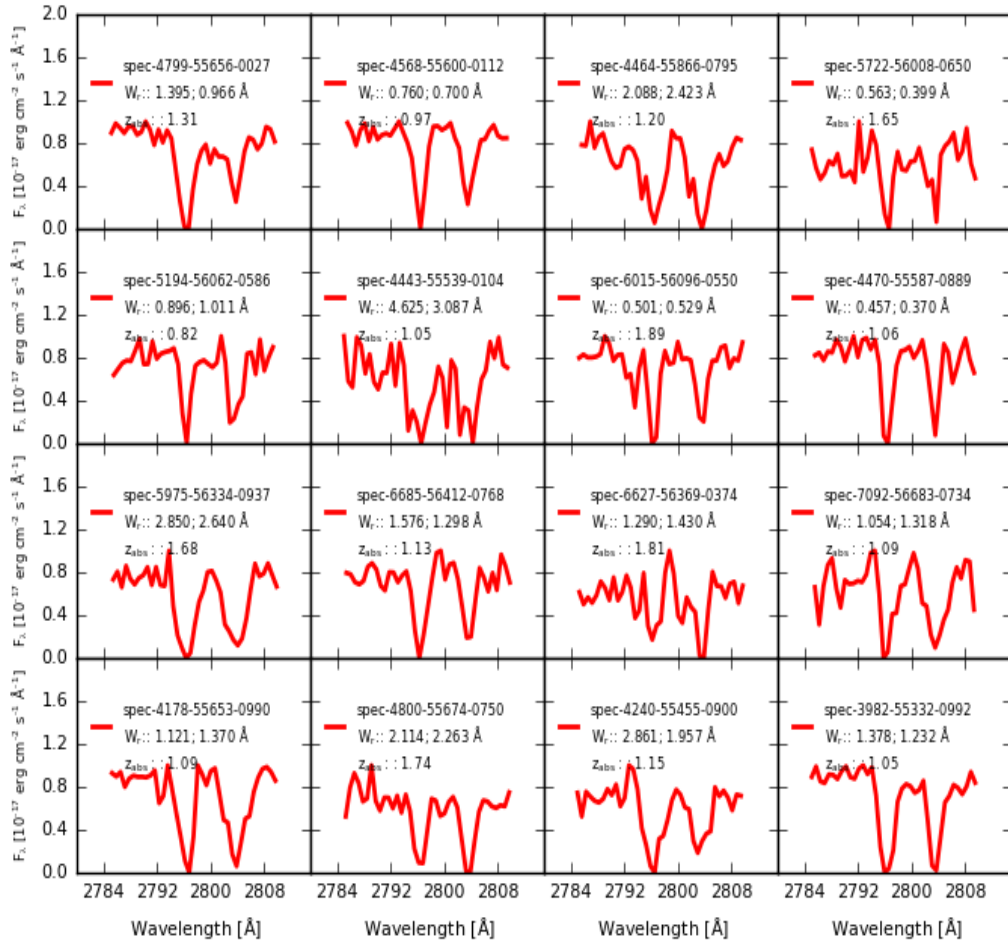 2.0
1.6
1.2
0.8
0.4
0.0
F_λ [10⁻¹⁷ erg cm⁻² s⁻¹ Å⁻¹]
spec-4799-55656-0027
W_r:: 1.395; 0.966 Å
z_abs : : 1.31
spec-4568-55600-0112
W_r:: 0.760; 0.700 Å
z_abs : : 0.97
spec-4464-55866-0795
W_r:: 2.088; 2.423 Å
z_abs : : 1.20
spec-5722-56008-0650
W_r:: 0.563; 0.399 Å
z_abs : : 1.65
1.6
1.2
0.8
0.4
0.0
F_λ [10⁻¹⁷ erg cm⁻² s⁻¹ Å⁻¹]
spec-5194-56062-0586
W_r:: 0.896; 1.011 Å
z_abs : : 0.82
spec-4443-55539-0104
W_r:: 4.625; 3.087 Å
z_abs : : 1.05
spec-6015-56096-0550
W_r:: 0.501; 0.529 Å
z_abs : : 1.89
spec-4470-55587-0889
W_r:: 0.457; 0.370 Å
z_abs : : 1.06
1.6
1.2
0.8
0.4
0.0
F_λ [10⁻¹⁷ erg cm⁻² s⁻¹ Å⁻¹]
spec-5975-56334-0937
W_r:: 2.850; 2.640 Å
z_abs : : 1.68
spec-6685-56412-0768
W_r:: 1.576; 1.298 Å
z_abs : : 1.13
spec-6627-56369-0374
W_r:: 1.290; 1.430 Å
z_abs : : 1.81
spec-7092-56683-0734
W_r:: 1.054; 1.318 Å
z_abs : : 1.09
1.6
1.2
0.8
0.4
0.0
F_λ [10⁻¹⁷ erg cm⁻² s⁻¹ Å⁻¹]
spec-4178-55653-0990
W_r:: 1.121; 1.370 Å
z_abs : : 1.09
spec-4800-55674-0750
W_r:: 2.114; 2.263 Å
z_abs : : 1.74
spec-4240-55455-0900
W_r:: 2.861; 1.957 Å
z_abs : : 1.15
spec-3982-55332-0992
W_r:: 1.378; 1.232 Å
z_abs : : 1.05
2784 2792 2800 2808
2784 2792 2800 2808
2784 2792 2800 2808
2784 2792 2800 2808
Wavelength [Å]
Wavelength [Å]
Wavelength [Å]
Wavelength [Å]